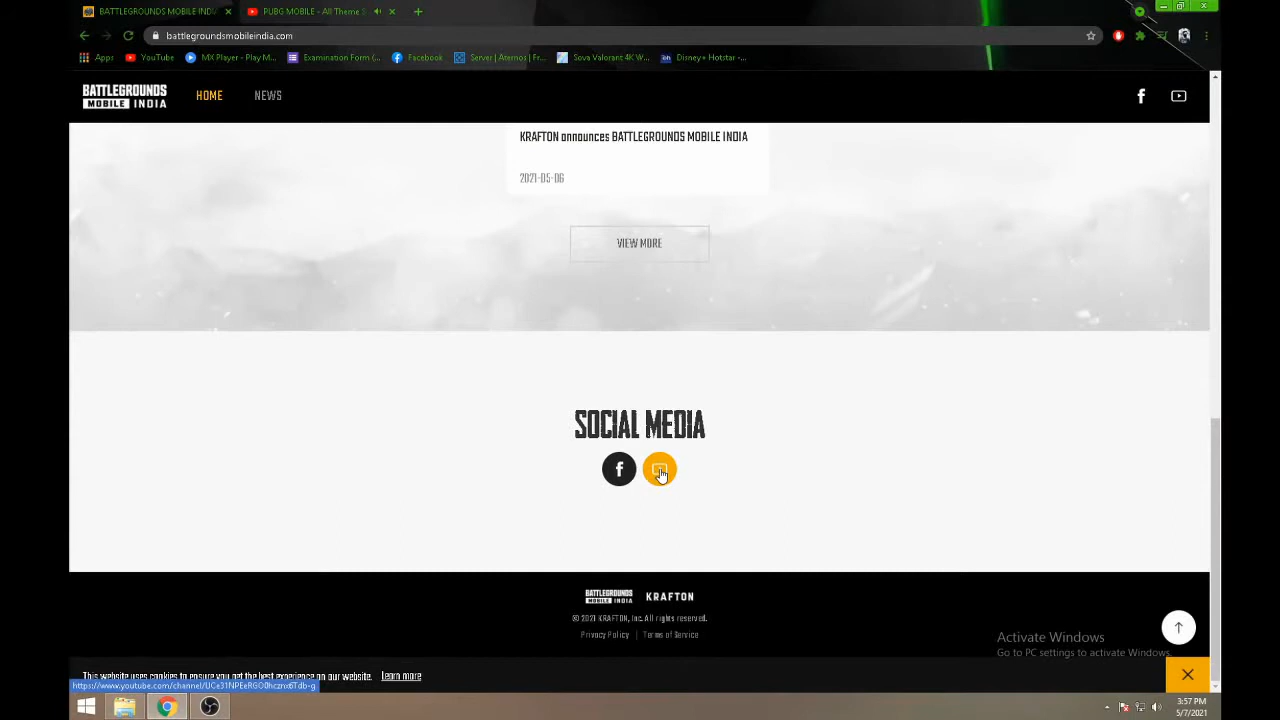 BATTLEGROUNDS MOBILE INDI
PUBG MOBILE - All Theme S
battlegroundsmobileindia.com
Apps
YouTube
MX Player - Play M...
Examination Form (...
Facebook
Server | Aternos | Fr...
Sova Valorant 4K W...
Disney+ Hotstar -...
BATTLEGROUNDS
MOBILE INDIA
HOME
NEWS
KRAFTON announces BATTLEGROUNDS MOBILE INDIA
2021-05-06
VIEW MORE
SOCIAL MEDIA
BATTLEGROUNDS
MOBILE INDIA
KRAFTON
© 2021 KRAFTON, Inc. All rights reserved.
Privacy Policy | Terms of Service
Activate Windows
Go to PC settings to activate Windows.
This website uses cookies to ensure you get the best experience on our website. Learn more
3:57 PM
5/7/2021